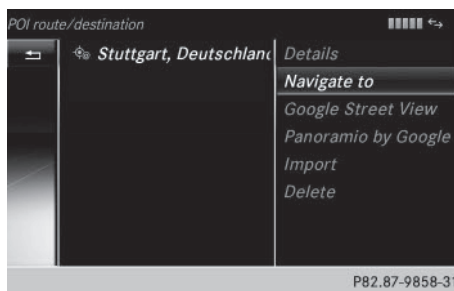 POI route/destination
Stuttgart, Deutschland
Details
Navigate to
Google Street View
Panoramio by Google
Import
Delete
P82.87-9858-31